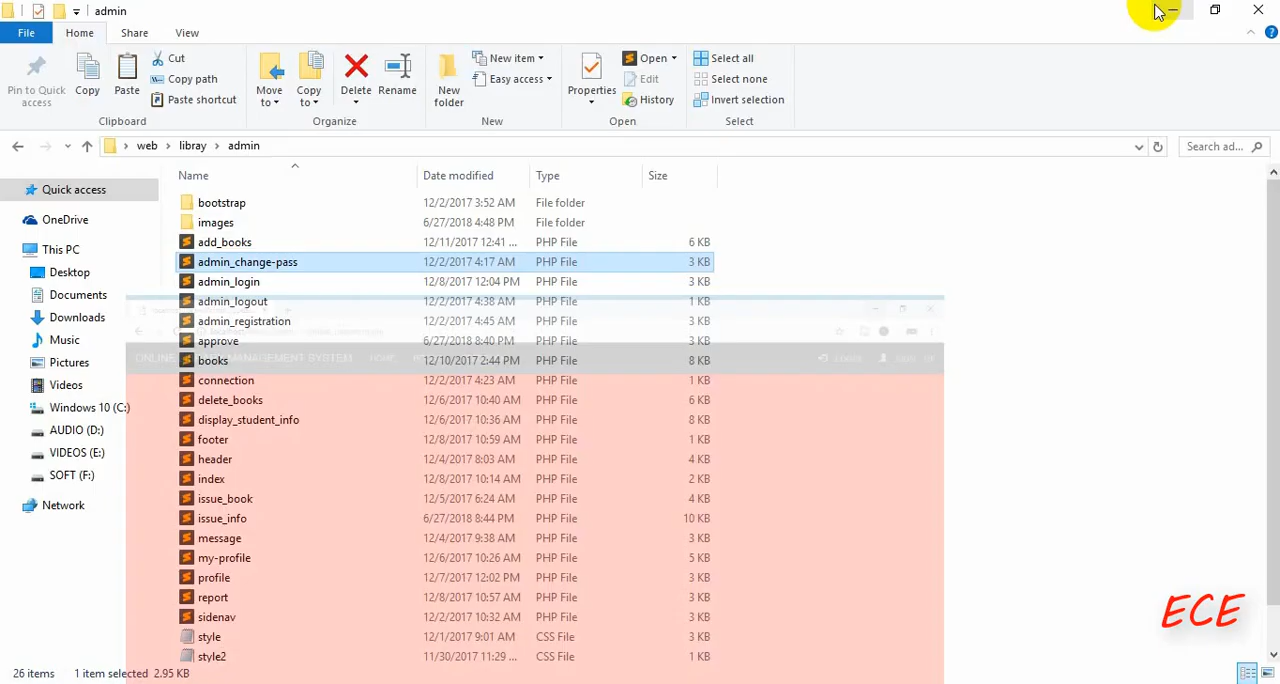 admin
File Home Share View
Pin to Quick access
Copy
Paste
Cut
Copy path
Paste shortcut
Clipboard
Move to
Copy to
Delete
Rename
Organize
New folder
New item
Easy access
New
Properties
Open
Edit
History
Open
Select all
Select none
Invert selection
Select
web > libray > admin
Search ad...
Name Date modified Type Size
Quick access
OneDrive
This PC
Desktop
Documents
Downloads
Music
Pictures
Videos
Windows 10 (C:)
AUDIO (D:)
VIDEOS (E:)
SOFT (F:)
Network
bootstrap 12/2/2017 3:52 AM File folder
images 6/27/2018 4:48 PM File folder
add_books 12/11/2017 12:41 ... PHP File 6 KB
admin_change-pass 12/2/2017 4:17 AM PHP File 3 KB
admin_login 12/8/2017 12:04 PM PHP File 3 KB
admin_logout 12/2/2017 4:38 AM PHP File 1 KB
admin_registration 12/2/2017 4:45 AM PHP File 3 KB
approve 6/27/2018 8:40 PM PHP File 3 KB
books 12/10/2017 2:44 PM PHP File 8 KB
connection 12/2/2017 4:23 AM PHP File 1 KB
delete_books 12/6/2017 10:40 AM PHP File 6 KB
display_student_info 12/6/2017 10:36 AM PHP File 8 KB
footer 12/8/2017 10:59 AM PHP File 1 KB
header 12/4/2017 8:03 AM PHP File 4 KB
index 12/8/2017 10:14 AM PHP File 2 KB
issue_book 12/5/2017 6:24 AM PHP File 4 KB
issue_info 6/27/2018 8:44 PM PHP File 10 KB
message 12/4/2017 9:38 AM PHP File 3 KB
my-profile 12/6/2017 10:26 AM PHP File 5 KB
profile 12/7/2017 12:02 PM PHP File 3 KB
report 12/8/2017 10:57 AM PHP File 3 KB
sidenav 12/2/2017 10:32 AM PHP File 3 KB
style 12/1/2017 9:01 AM CSS File 3 KB
style2 11/30/2017 11:29 ... CSS File 1 KB
ECE
26 items 1 item selected 2.95 KB